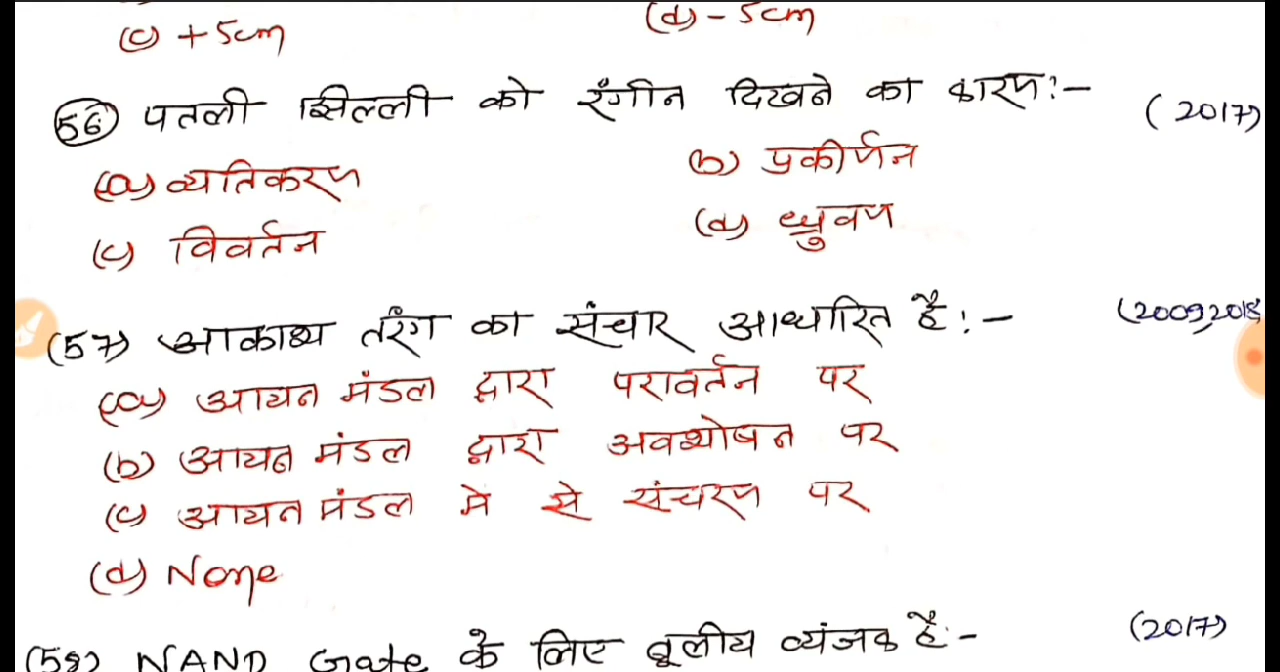 (c) +5cm (d) -5cm
(56) पतली झिल्ली को रंगीन दिखने का कारण:- (2017)
(a) व्यतिकरण (b) प्रकीर्णन
(c) विवर्तन (d) ध्रुवण
(57) आकाश तरंग का संचार आधारित है:- (2009,2018
(a) आयन मंडल द्वारा परावर्तन पर
(b) आयन मंडल द्वारा अवशोषन पर
(c) आयन मंडल मे से संचरण पर
(d) None
(58) NAND Gate के लिए बूलीय व्यंजक है:- (2017)